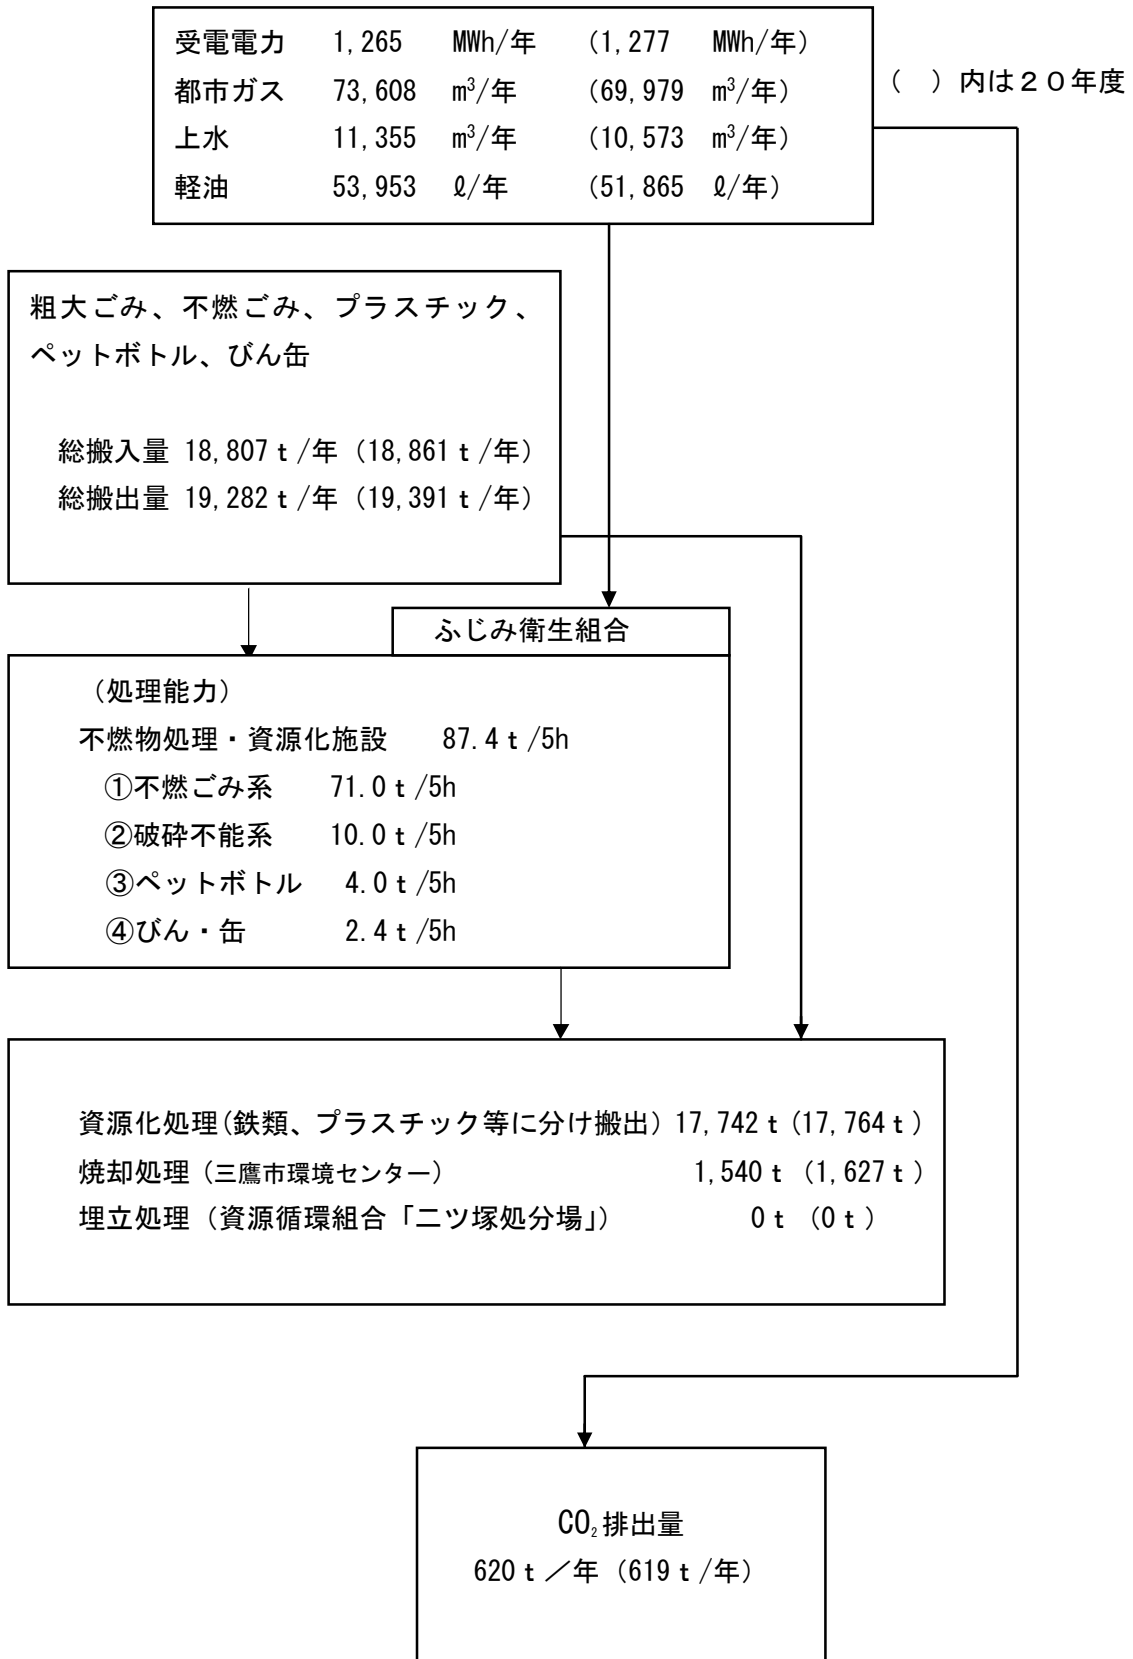 受電電力 1,265 MWh/年 (1,277 MWh/年)
都市ガス 73,608 m³/年 (69,979 m³/年)
上水 11,355 m³/年 (10,573 m³/年)
軽油 53,953 ℓ/年 (51,865 ℓ/年)
（　）内は２０年度
粗大ごみ、不燃ごみ、プラスチック、
ペットボトル、びん缶
総搬入量 18,807ｔ/年（18,861ｔ/年）
総搬出量 19,282ｔ/年（19,391ｔ/年）
ふじみ衛生組合
（処理能力）
不燃物処理・資源化施設 87.4ｔ/5h
①不燃ごみ系 71.0ｔ/5h
②破砕不能系 10.0ｔ/5h
③ペットボトル 4.0ｔ/5h
④びん・缶 2.4ｔ/5h
資源化処理(鉄類、プラスチック等に分け搬出) 17,742ｔ(17,764ｔ)
焼却処理（三鷹市環境センター） 1,540ｔ（1,627ｔ）
埋立処理（資源循環組合「二ツ塚処分場」） 0ｔ（0ｔ）
CO₂排出量
620ｔ／年（619ｔ/年）